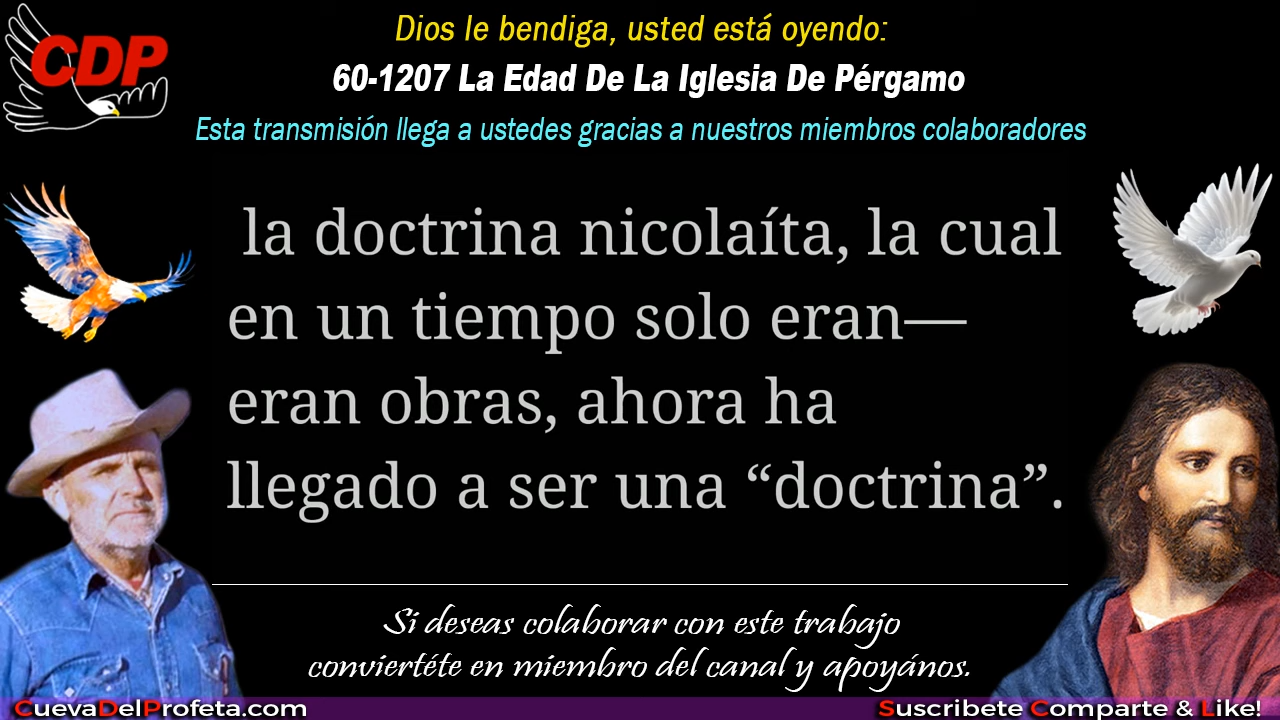 CDP
Dios le bendiga, usted está oyendo:
60-1207 La Edad De La Iglesia De Pérgamo
Esta transmisión llega a ustedes gracias a nuestros miembros colaboradores
la doctrina nicolaíta, la cual
en un tiempo solo eran—
eran obras, ahora ha
llegado a ser una “doctrina”.
Si deseas colaborar con este trabajo
conviertéte en miembro del canal y apoyános.
CuevaDelProfeta.com
Suscribete Comparte & Like!